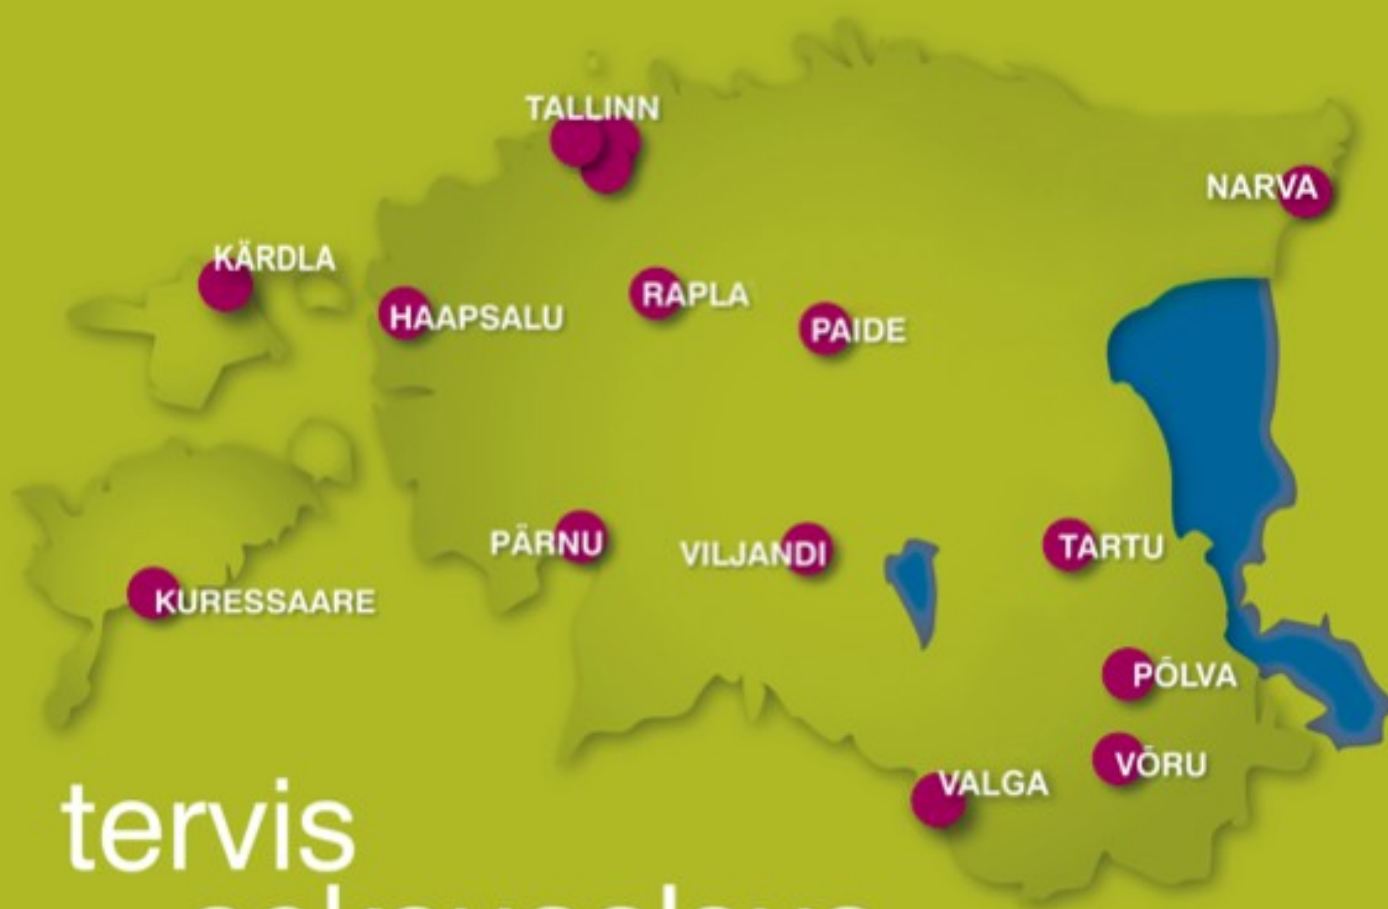 TALLINN
NARVA
KÄRDLA
RAPLA
HAAPSALU
PAIDE
PÄRNU
VILJANDI
TARTU
KURESSAARE
PÕLVA
VÕRU
VALGA
tervis